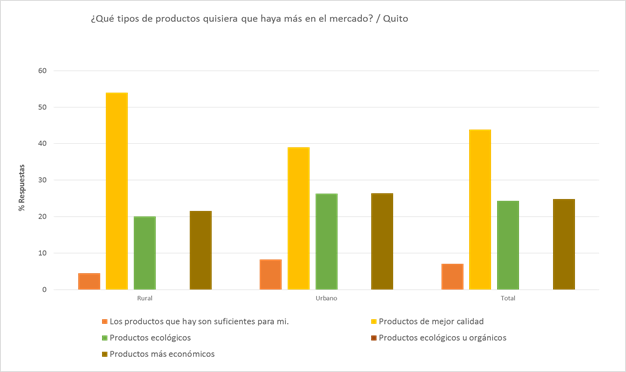 ¿Qué tipos de productos quisiera que haya más en el mercado? / Quito
60
50
40
30
20
10
0
% Respuestas
Rural Urbano Total
Los productos que hay son suficientes para mi. Productos de mejor calidad
Productos ecológicos Productos ecológicos u orgánicos
Productos más económicos